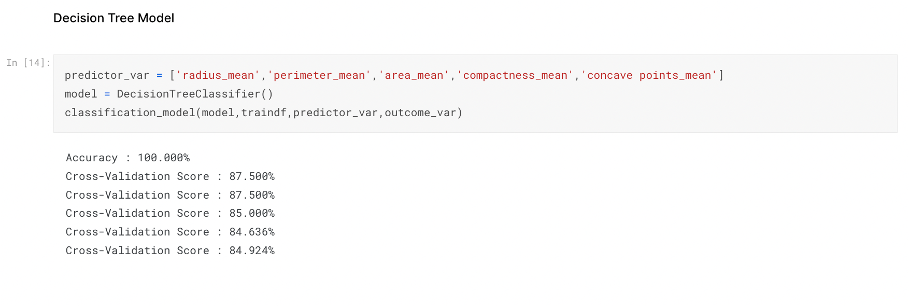 Decision Tree Model
In [14]:
predictor_var = ['radius_mean','perimeter_mean','area_mean','compactness_mean','concave points_mean']
model = DecisionTreeClassifier()
classification_model(model,traindf,predictor_var,outcome_var)
Accuracy : 100.000%
Cross-Validation Score : 87.500%
Cross-Validation Score : 87.500%
Cross-Validation Score : 85.000%
Cross-Validation Score : 84.636%
Cross-Validation Score : 84.924%